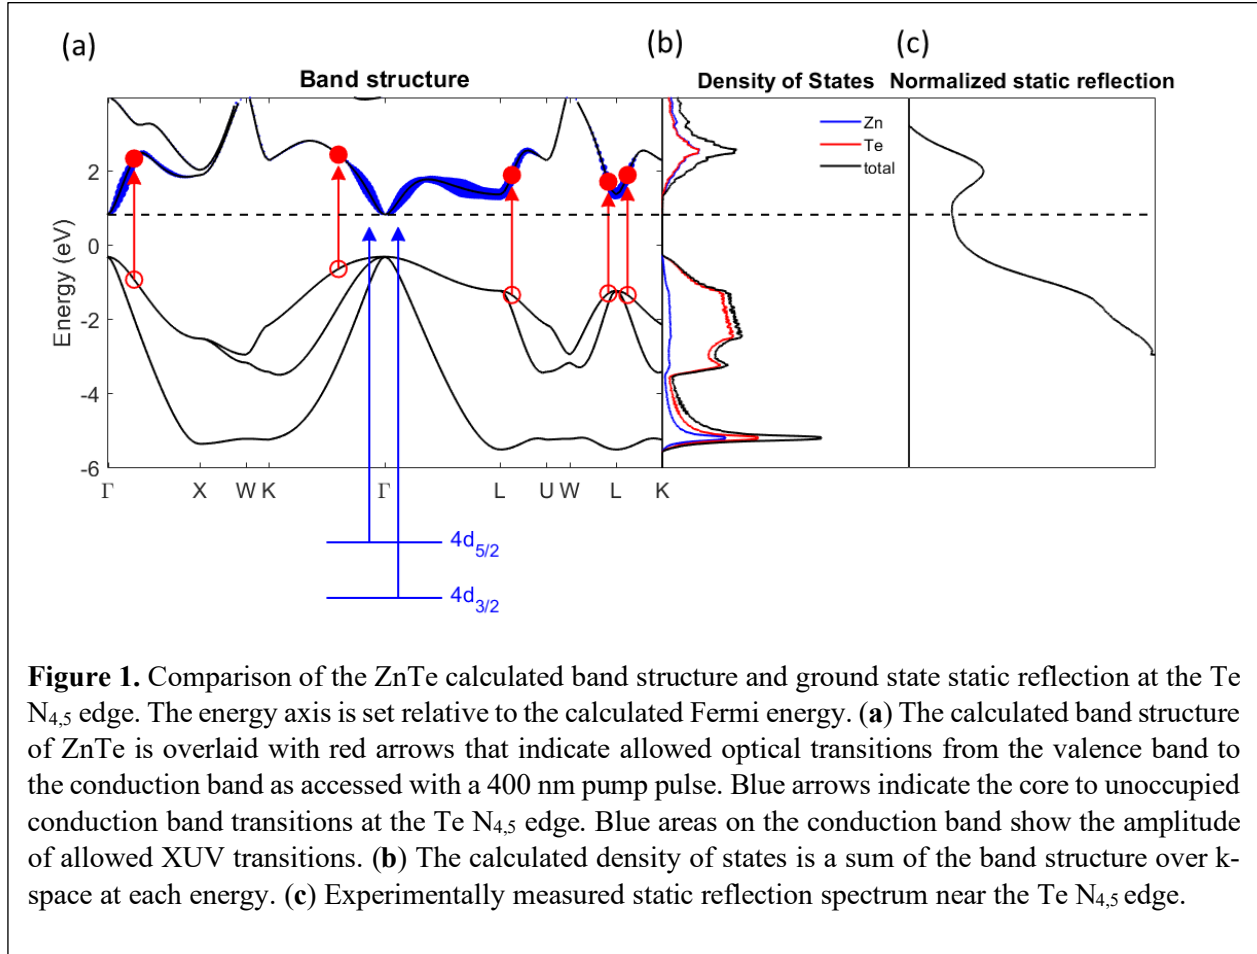 (a)
(b)
(c)
Band structure
Density of States
Normalized static reflection
Zn
Te
total
Energy (eV)
2
0
-2
-4
-6
Γ X W K Γ L U W L K
4d5/2
4d3/2
Figure 1. Comparison of the ZnTe calculated band structure and ground state static reflection at the Te
N4,5 edge. The energy axis is set relative to the calculated Fermi energy. (a) The calculated band structure
of ZnTe is overlaid with red arrows that indicate allowed optical transitions from the valence band to
the conduction band as accessed with a 400 nm pump pulse. Blue arrows indicate the core to unoccupied
conduction band transitions at the Te N4,5 edge. Blue areas on the conduction band show the amplitude
of allowed XUV transitions. (b) The calculated density of states is a sum of the band structure over k-
space at each energy. (c) Experimentally measured static reflection spectrum near the Te N4,5 edge.